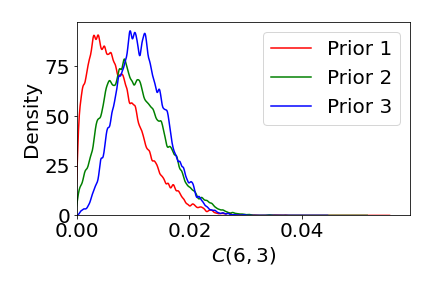 Prior 1
Prior 2
Prior 3
Density
75
50
25
0
0.00 0.02 0.04
C(6, 3)